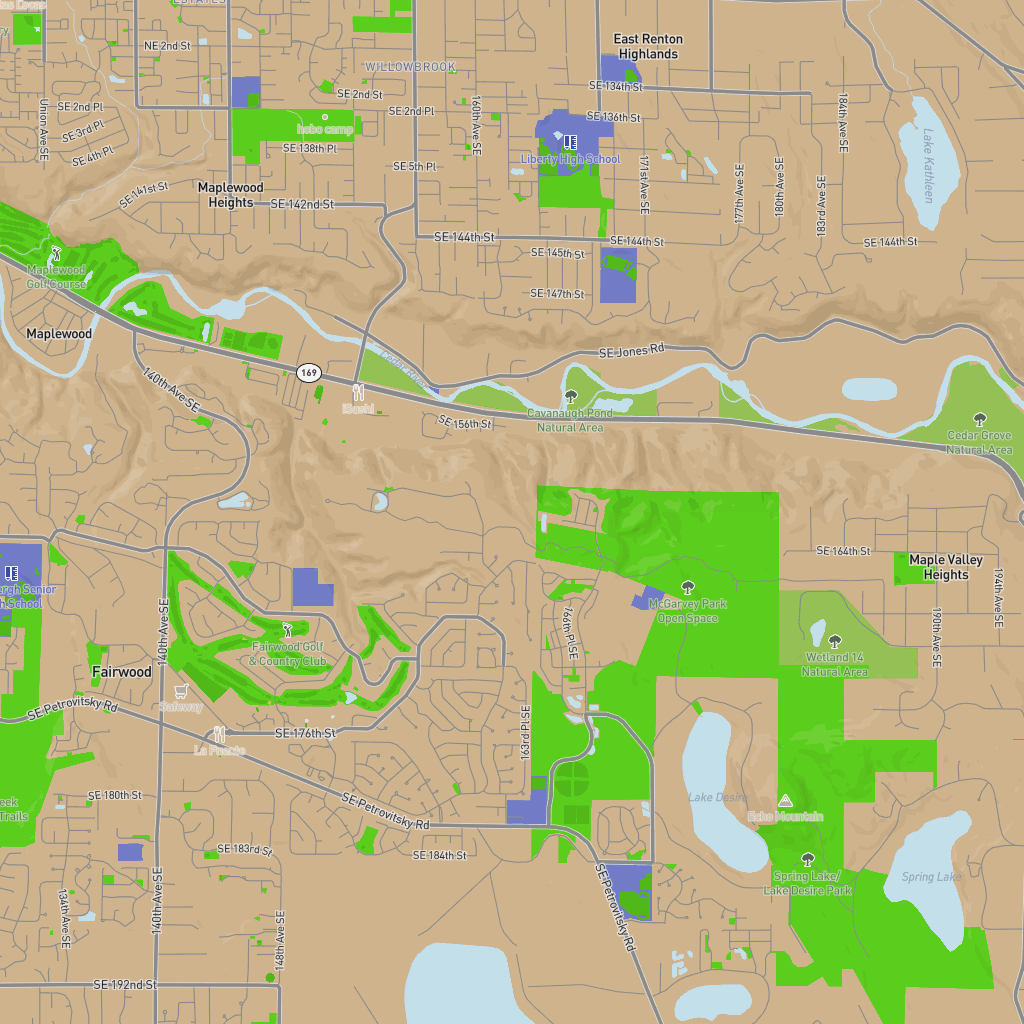 ESTATES
NE 2nd St
East Renton
Highlands
WILLOWBROOK
SE 134th St
SE 2nd St
SE 2nd Pl
SE 2nd Pl
Union Ave SE
160th Ave SE
184th Ave SE
SE 136th St
hobo camp
SE 3rd Pl
SE 4th Pl
SE 138th Pl
Liberty High School
SE 5th Pl
Lake Kathleen
171st Ave SE
177th Ave SE
180th Ave SE
183rd Ave SE
SE 141st St
Maplewood
Heights
SE 142nd St
SE 144th St
SE 144th St
SE 144th St
SE 145th St
Maplewood
Golf Course
SE 147th St
Maplewood
SE Jones Rd
Cedar River
169
140th Ave SE
SE 156th St
Cavanaugh Pond
Natural Area
Cedar Grove
Natural Area
SE 164th St
Maple Valley
Heights
194th Ave SE
190th Ave SE
ergh Senior
h School
140th Ave SE
McGarvey Park
Open Space
166th Pl SE
Fairwood Golf
& Country Club
Wetland 14
Natural Area
Fairwood
Safeway
SE Petrovitsky Rd
SE 176th St
La Fuente
163rd Pl SE
SE 180th St
SE Petrovitsky Rd
Lake Desire
Echo Mountain
eek
Trails
SE 183rd St
SE 184th St
Spring Lake/
Lake Desire Park
Spring Lake
134th Ave SE
140th Ave SE
148th Ave SE
SE Petrovitsky Rd
SE 192nd St